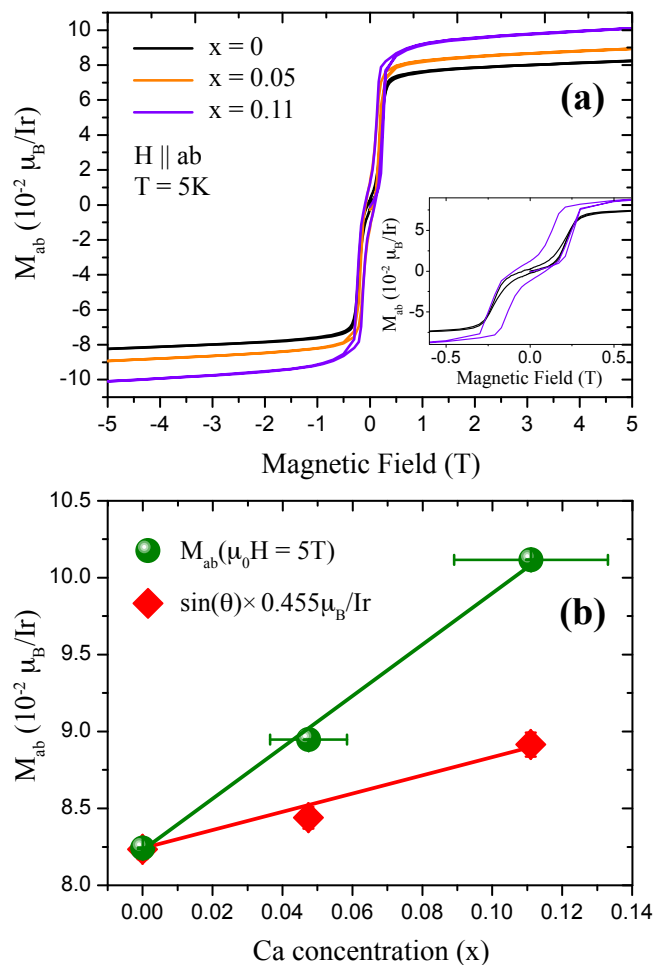 x = 0
x = 0.05
x = 0.11
(a)
H || ab
T = 5K
M_ab (10^-2 μ_B/Ir)
10
8
6
4
2
0
-2
-4
-6
-8
-10
-5
-4
-3
-2
-1
0
1
2
3
4
5
Magnetic Field (T)
M_ab (10^-2 μ_B/Ir)
5
0
-5
-0.5
0.0
0.5
Magnetic Field (T)
M_ab(μ_0H = 5T)
sin(θ) × 0.455μ_B/Ir
(b)
M_ab (10^-2 μ_B/Ir)
10.5
10.0
9.5
9.0
8.5
8.0
0.00
0.02
0.04
0.06
0.08
0.10
0.12
0.14
Ca concentration (x)